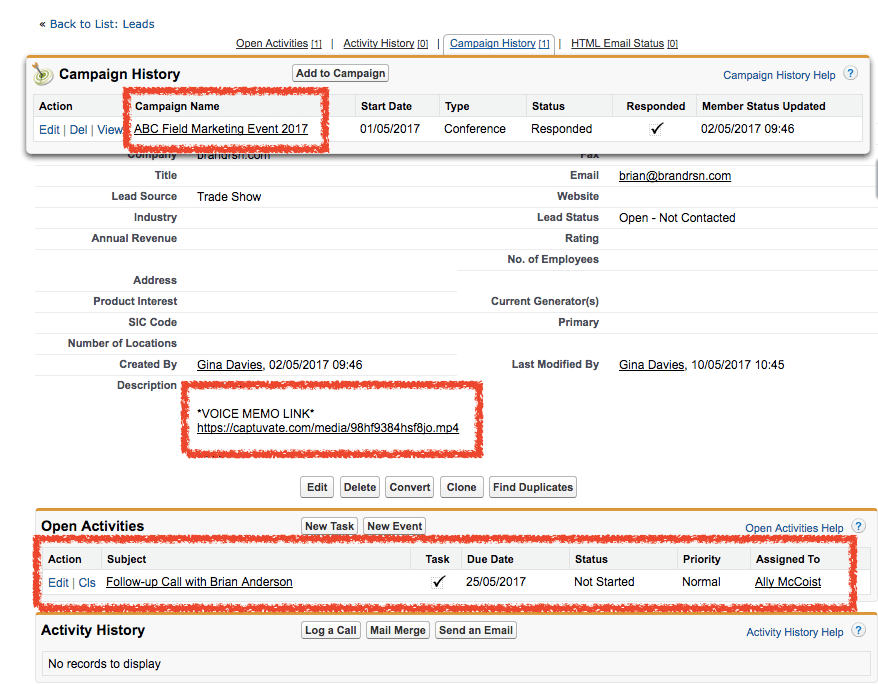 « Back to List: Leads
Open Activities [1] | Activity History [0] | Campaign History [1] | HTML Email Status [0]
Campaign History
Add to Campaign
Campaign History Help ?
Action Campaign Name Start Date Type Status Responded Member Status Updated
Edit | Del | View ABC Field Marketing Event 2017 01/05/2017 Conference Responded 02/05/2017 09:46
Company brandrsn.com Fax
Title Email brian@brandrsn.com
Lead Source Trade Show Website
Industry Lead Status Open - Not Contacted
Annual Revenue Rating
No. of Employees
Address
Product Interest Current Generator(s)
SIC Code Primary
Number of Locations
Created By Gina Davies, 02/05/2017 09:46 Last Modified By Gina Davies, 10/05/2017 10:45
Description
*VOICE MEMO LINK*
https://captuvate.com/media/98hf9384hsf8jo.mp4
Edit Delete Convert Clone Find Duplicates
Open Activities New Task New Event Open Activities Help ?
Action Subject Task Due Date Status Priority Assigned To
Edit | Cls Follow-up Call with Brian Anderson 25/05/2017 Not Started Normal Ally McCoist
Activity History Log a Call Mail Merge Send an Email Activity History Help ?
No records to display